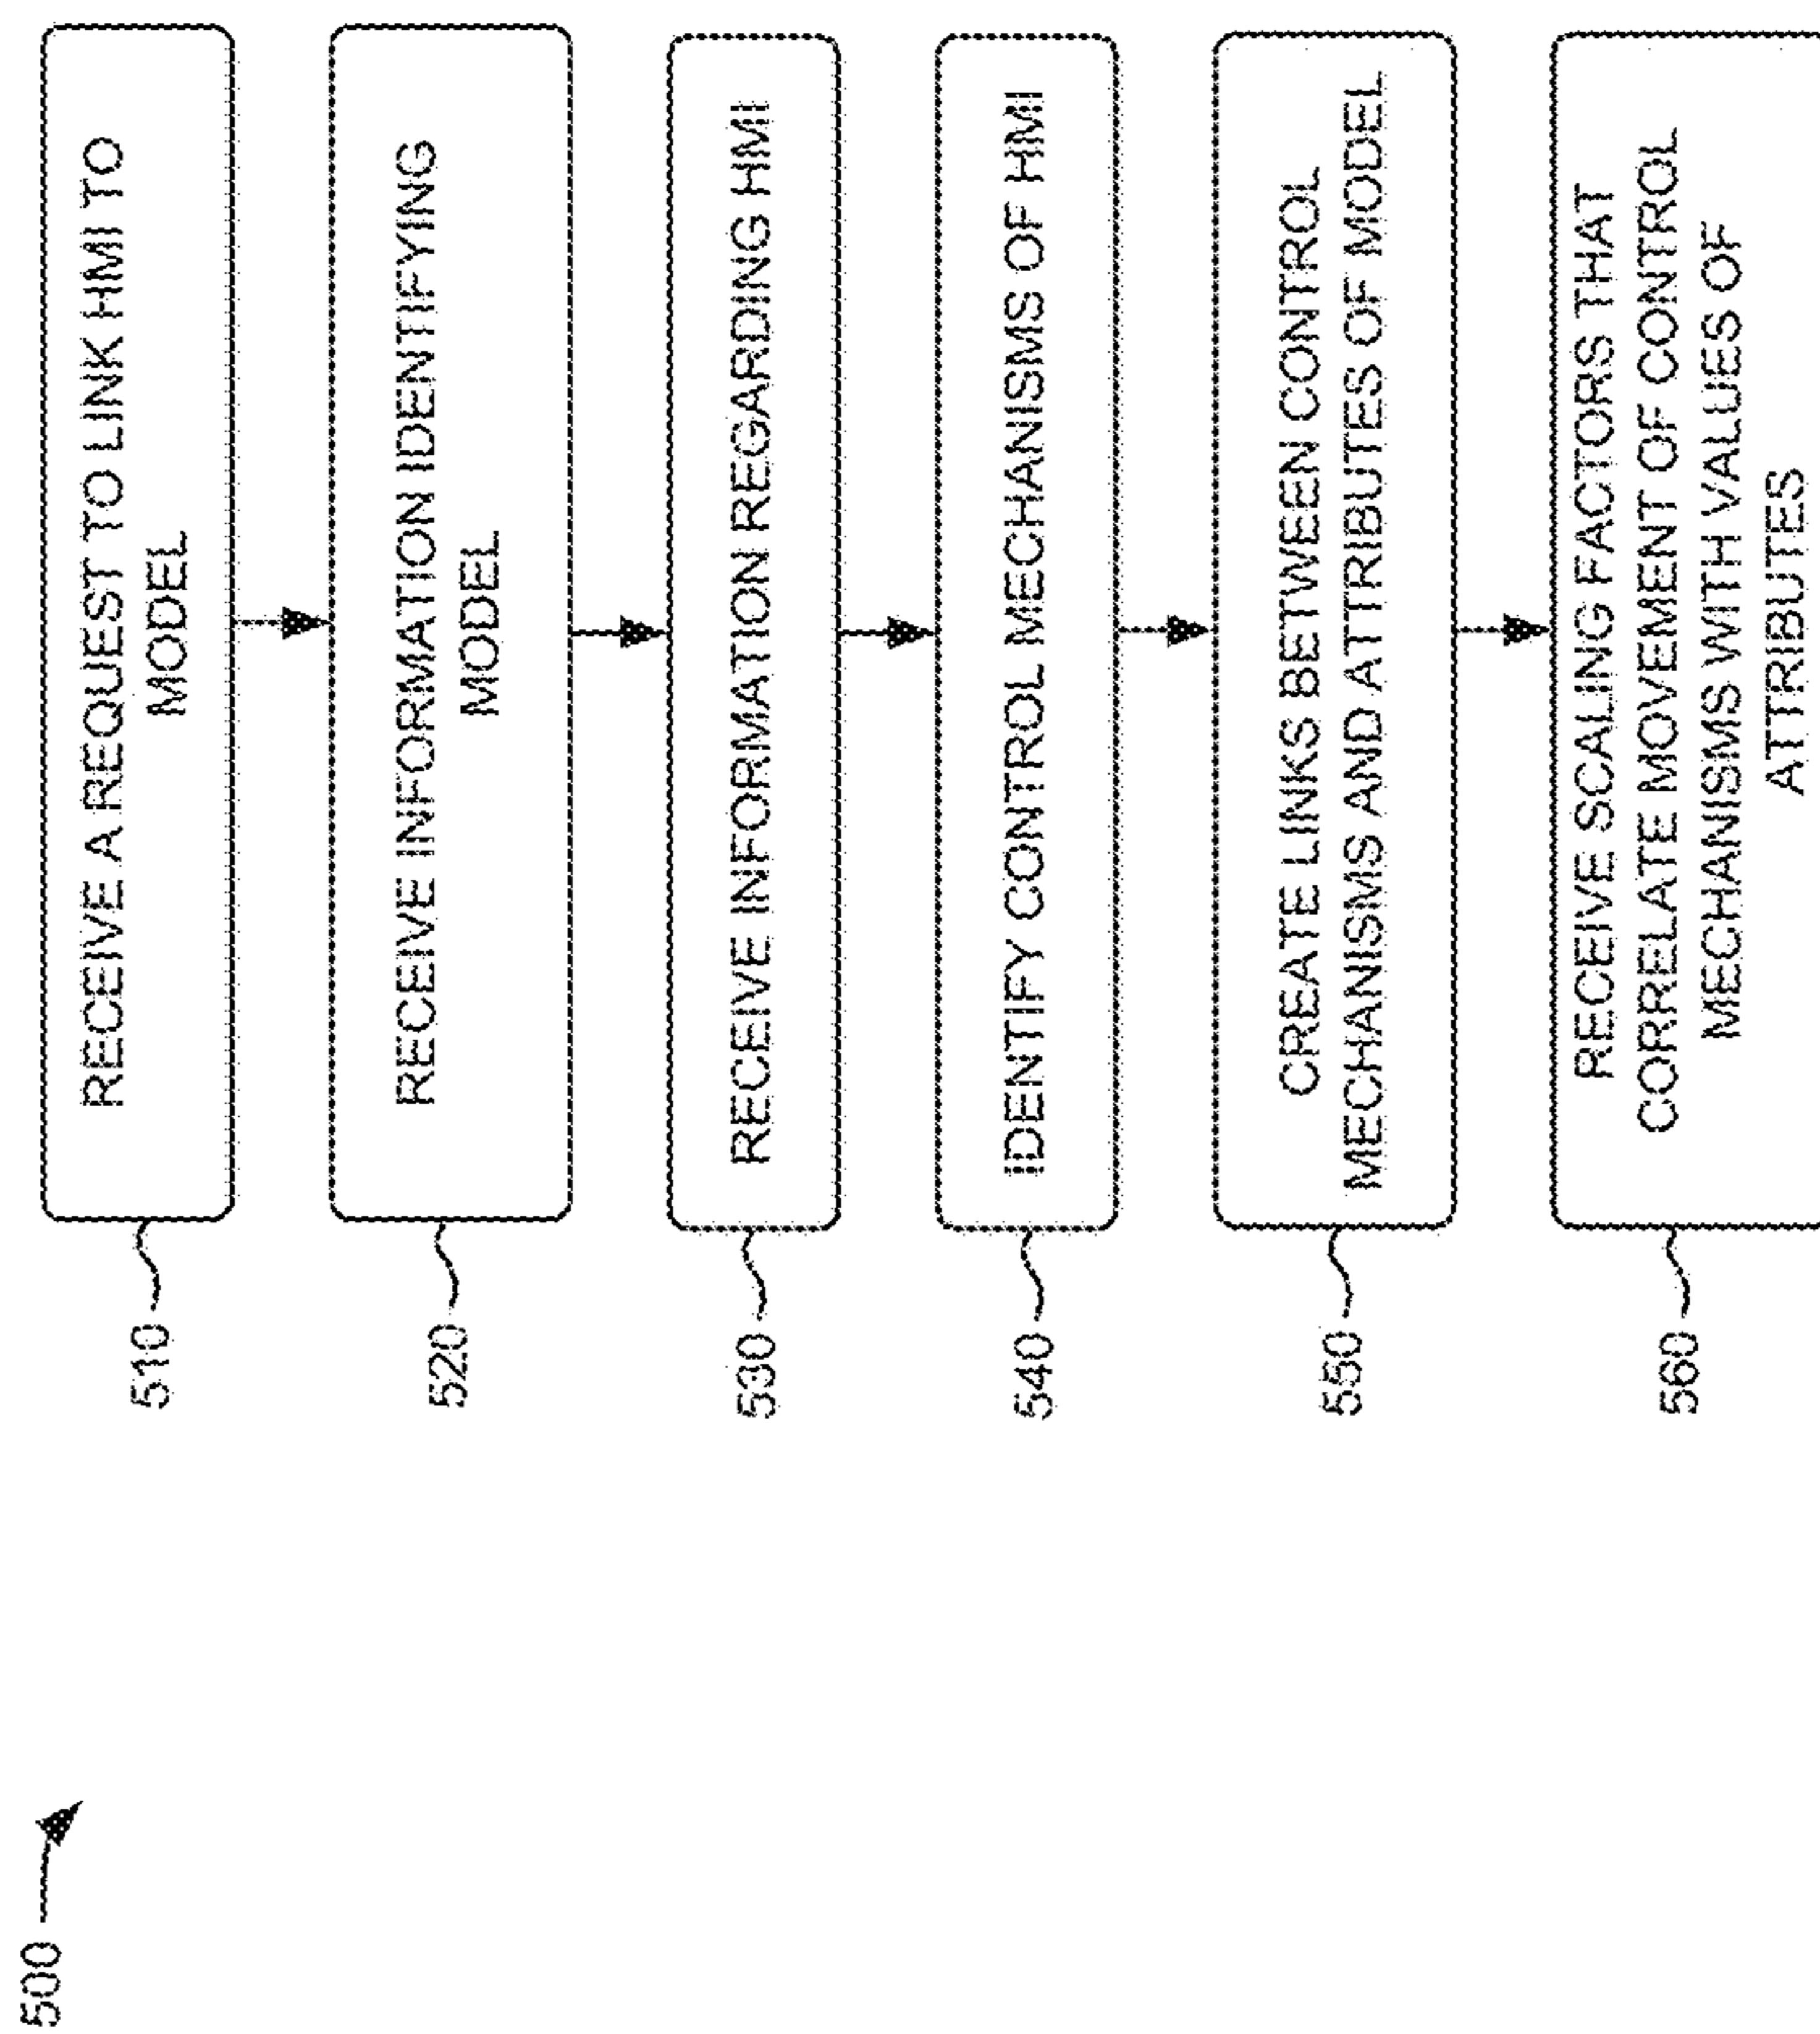 500
510
RECEIVE A REQUEST TO LINK HMI TO
MODEL
520
RECEIVE INFORMATION IDENTIFYING
MODEL
530
RECEIVE INFORMATION REGARDING HMI
540
IDENTIFY CONTROL MECHANISMS OF HMI
550
CREATE LINKS BETWEEN CONTROL
MECHANISMS AND ATTRIBUTES OF MODEL
560
RECEIVE SCALING FACTORS THAT
CORRELATE MOVEMENT OF CONTROL
MECHANISMS WITH VALUES OF
ATTRIBUTES